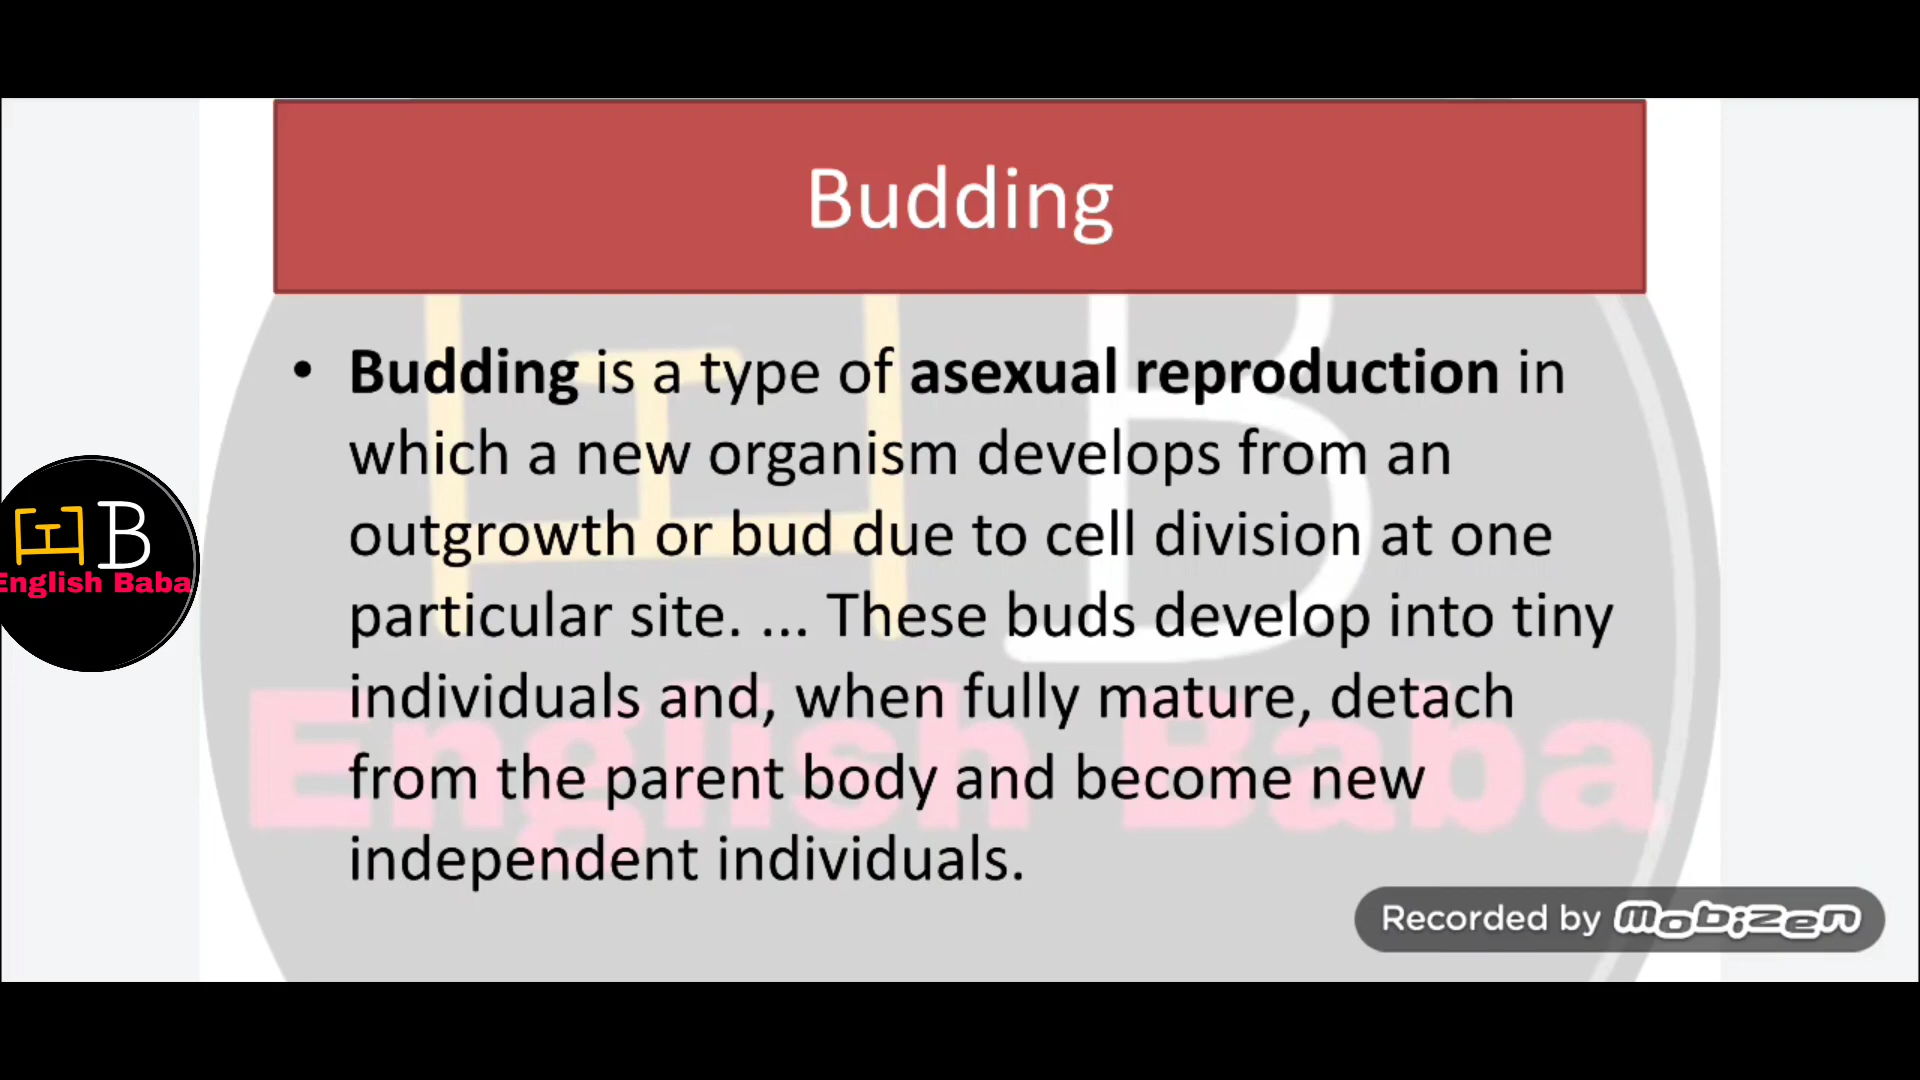 Budding
• Budding is a type of asexual reproduction in
which a new organism develops from an
outgrowth or bud due to cell division at one
particular site. ... These buds develop into tiny
individuals and, when fully mature, detach
from the parent body and become new
independent individuals.
EB
English Baba
English Baba
Recorded by mobizen